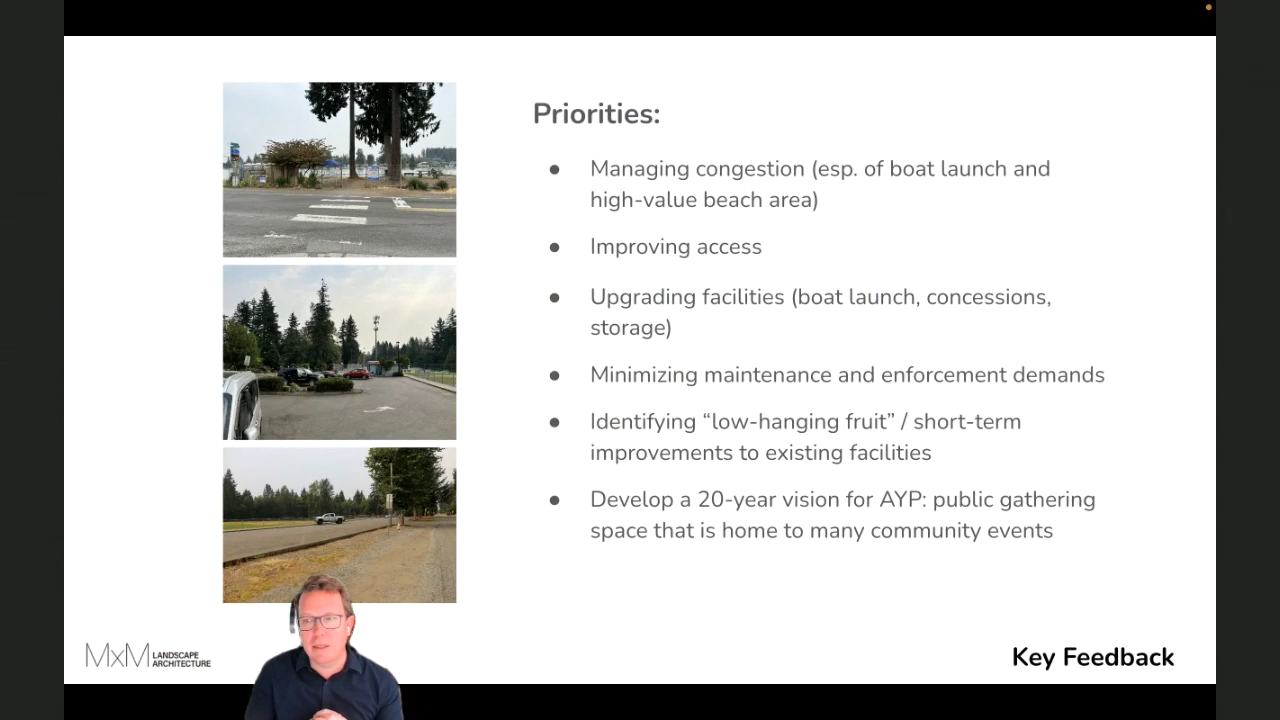 Priorities:
● Managing congestion (esp. of boat launch and
high-value beach area)
● Improving access
● Upgrading facilities (boat launch, concessions,
storage)
● Minimizing maintenance and enforcement demands
● Identifying “low-hanging fruit” / short-term
improvements to existing facilities
● Develop a 20-year vision for AYP: public gathering
space that is home to many community events
MxM LANDSCAPE
ARCHITECTURE
Key Feedback